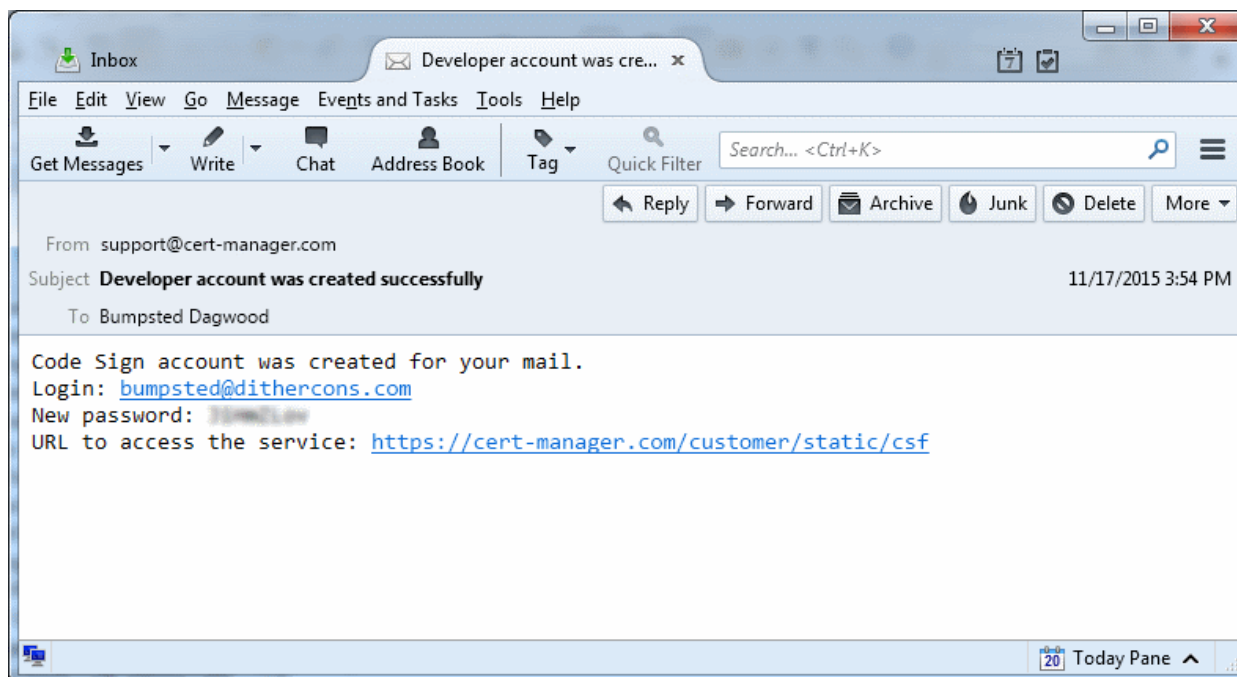 Inbox
Developer account was cre... x
7
File Edit View Go Message Events and Tasks Tools Help
Get Messages Write Chat Address Book Tag Quick Filter Search... <Ctrl+K>
Reply Forward Archive Junk Delete More
From support@cert-manager.com
Subject Developer account was created successfully 11/17/2015 3:54 PM
To Bumpsted Dagwood
Code Sign account was created for your mail.
Login: bumpsted@dithercons.com
New password:
URL to access the service: https://cert-manager.com/customer/static/csf
20 Today Pane